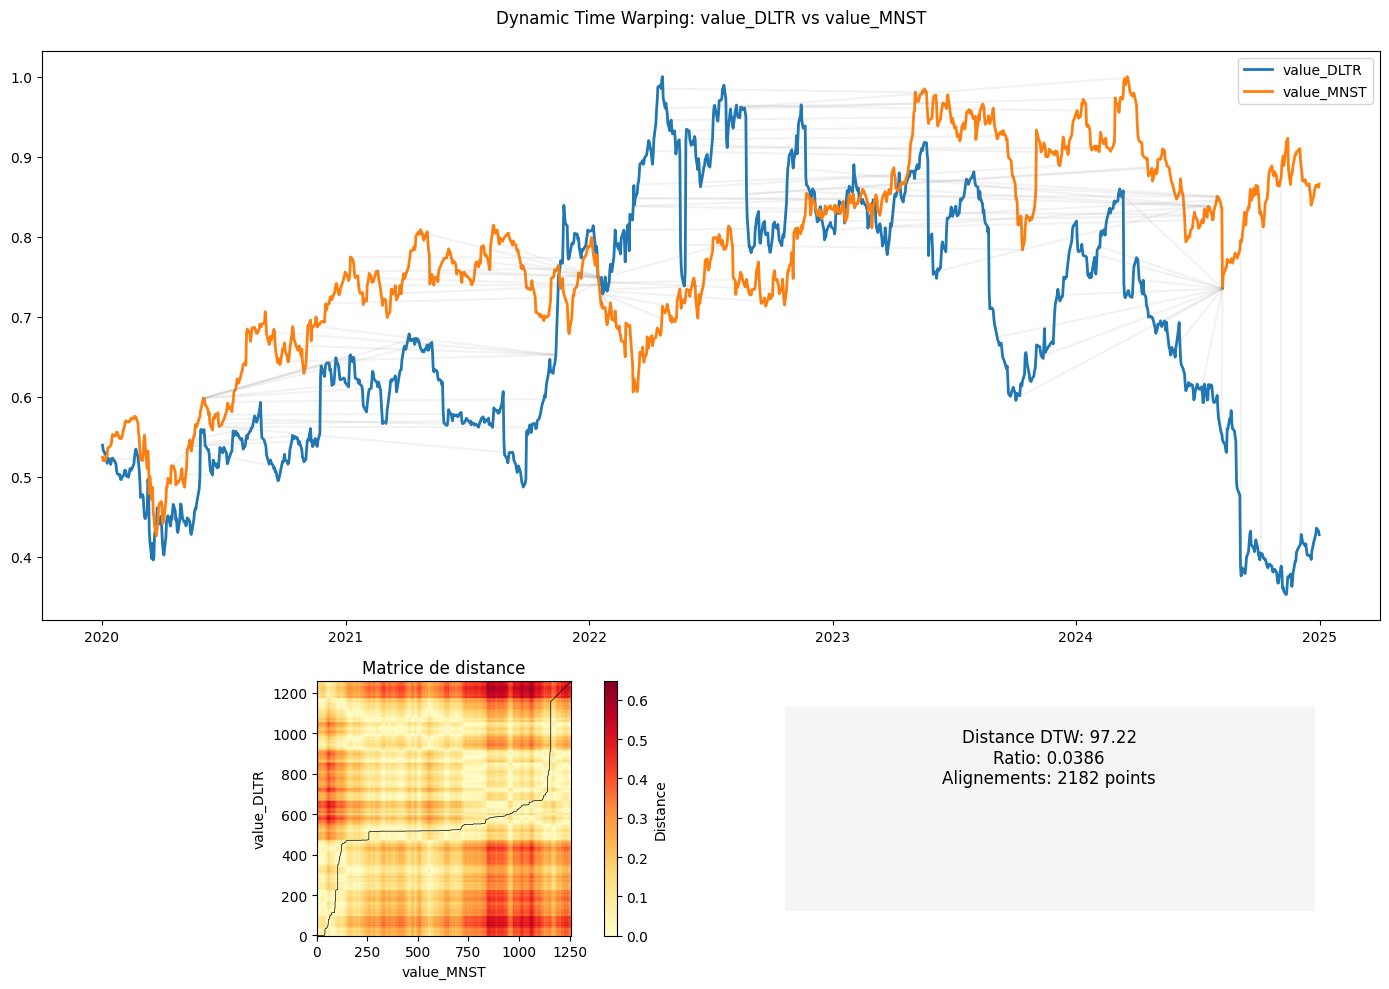 Dynamic Time Warping: value_DLTR vs value_MNST
value_DLTR
value_MNST
1.0
0.9
0.8
0.7
0.6
0.5
0.4
2020 2021 2022 2023 2024 2025
Matrice de distance
value_DLTR
1200
1000
800
600
400
200
0
0 250 500 750 1000 1250
value_MNST
0.6
0.5
0.4
0.3
0.2
0.1
0.0
Distance
Distance DTW: 97.22
Ratio: 0.0386
Alignements: 2182 points